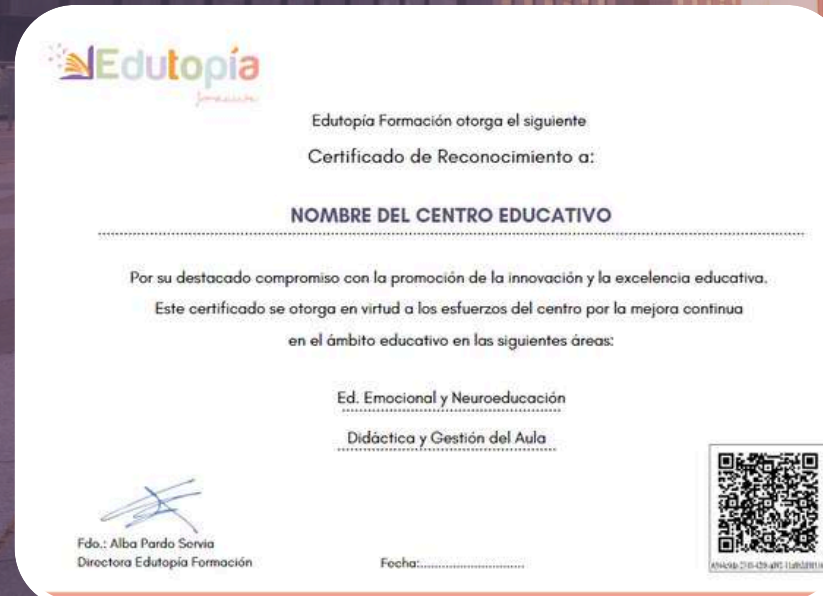 Edutopía
formación
Edutopía Formación otorga el siguiente
Certificado de Reconocimiento a:
NOMBRE DEL CENTRO EDUCATIVO
Por su destacado compromiso con la promoción de la innovación y la excelencia educativa.
Este certificado se otorga en virtud a los esfuerzos del centro por la mejora continua
en el ámbito educativo en las siguientes áreas:
Ed. Emocional y Neuroeducación
Didáctica y Gestión del Aula
Fdo.: Alba Pardo Servia
Directora Edutopía Formación
Fecha: